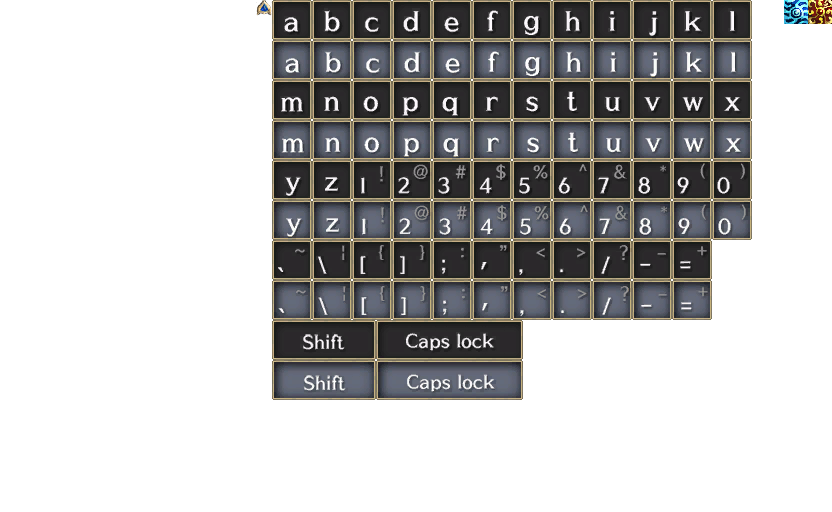 a b c d e f g h i j k l
a b c d e f g h i j k l
m n o p q r s t u v w x
m n o p q r s t u v w x
y z 1 ! 2 @ 3 # 4 $ 5 % 6 ^ 7 & 8 * 9 ( 0 )
y z 1 ! 2 @ 3 # 4 $ 5 % 6 ^ 7 & 8 * 9 ( 0 )
` ~ \ ¦ [ { ] } ; : ′ ” , < . > / ? - _ = +
` ~ \ ¦ [ { ] } ; : ′ ” , < . > / ? - _ = +
Shift Caps lock
Shift Caps lock